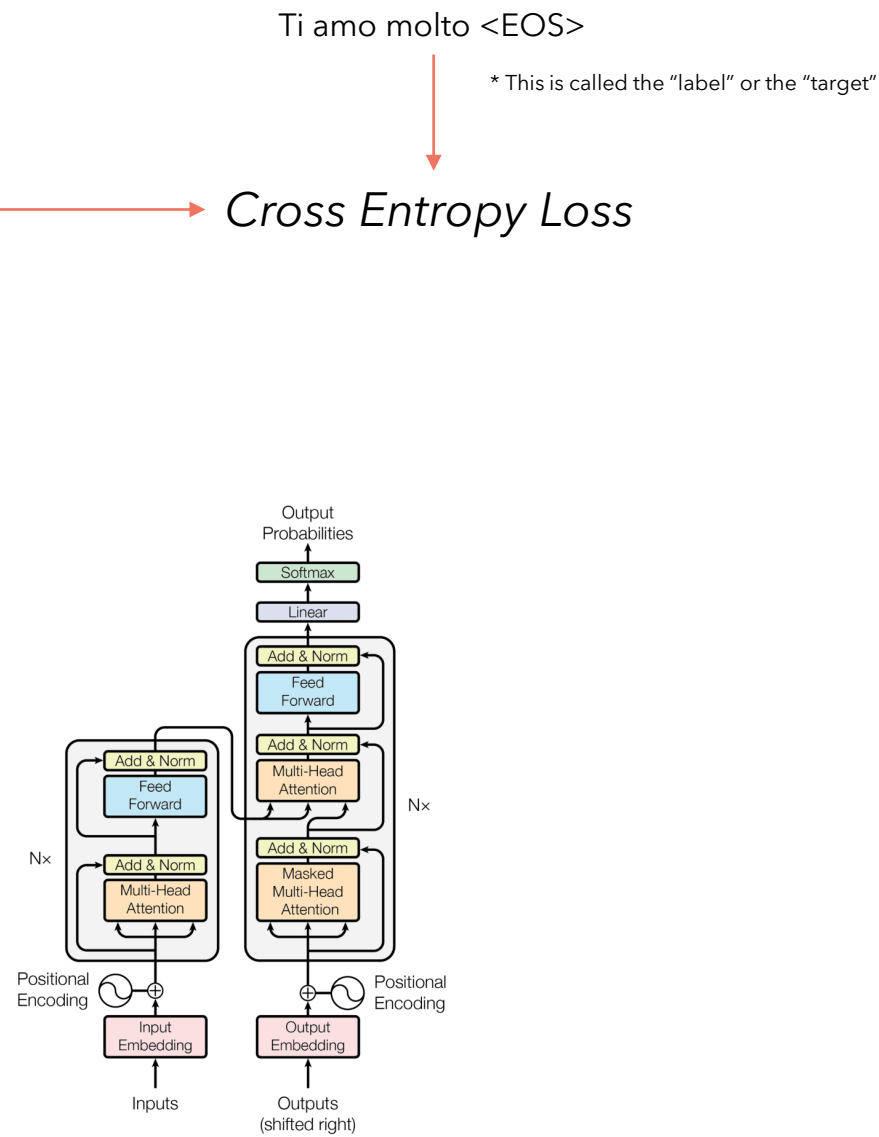 Ti amo molto <EOS>
* This is called the “label” or the “target”
Cross Entropy Loss
Output
Probabilities
Softmax
Linear
Add & Norm
Feed
Forward
Add & Norm
Multi-Head
Attention
Add & Norm
Masked
Multi-Head
Attention
N×
Add & Norm
Feed
Forward
Add & Norm
Multi-Head
Attention
N×
Positional
Encoding
Positional
Encoding
Input
Embedding
Output
Embedding
Inputs
Outputs
(shifted right)